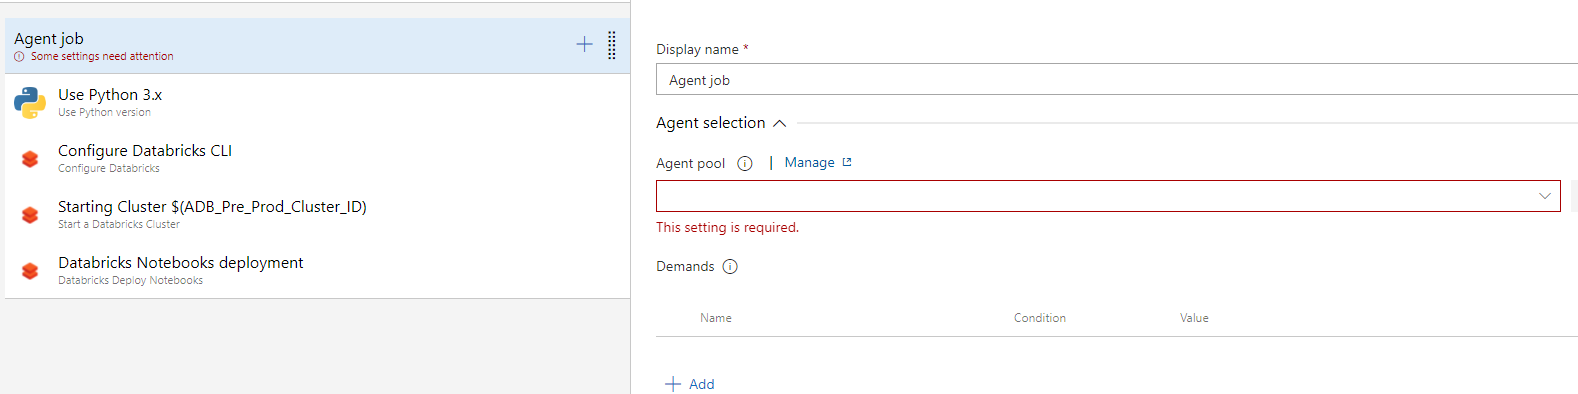 Agent job
Some settings need attention
Use Python 3.x
Use Python version
Configure Databricks CLI
Configure Databricks
Starting Cluster $(ADB_Pre_Prod_Cluster_ID)
Start a Databricks Cluster
Databricks Notebooks deployment
Databricks Deploy Notebooks
Display name *
Agent job
Agent selection
Agent pool | Manage
This setting is required.
Demands
Name Condition Value
Add